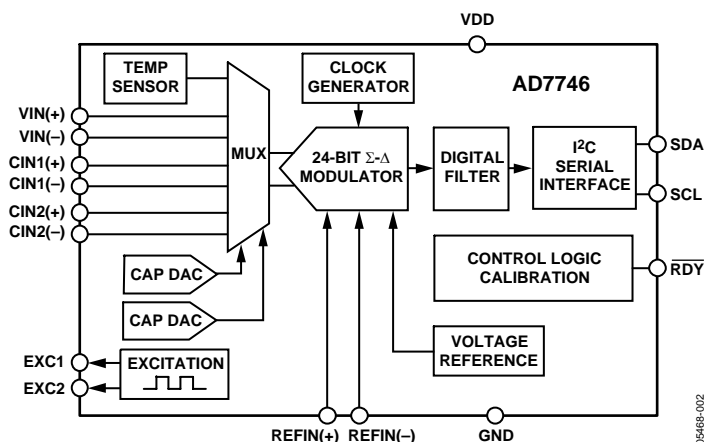 VDD
TEMP
SENSOR
CLOCK
GENERATOR
AD7746
VIN(+)
VIN(–)
CIN1(+)
CIN1(–)
CIN2(+)
CIN2(–)
MUX
24-BIT Σ-Δ
MODULATOR
DIGITAL
FILTER
I²C
SERIAL
INTERFACE
SDA
SCL
CAP DAC
CAP DAC
CONTROL LOGIC
CALIBRATION
RDY
EXC1
EXC2
EXCITATION
VOLTAGE
REFERENCE
REFIN(+) REFIN(–) GND
05468-002